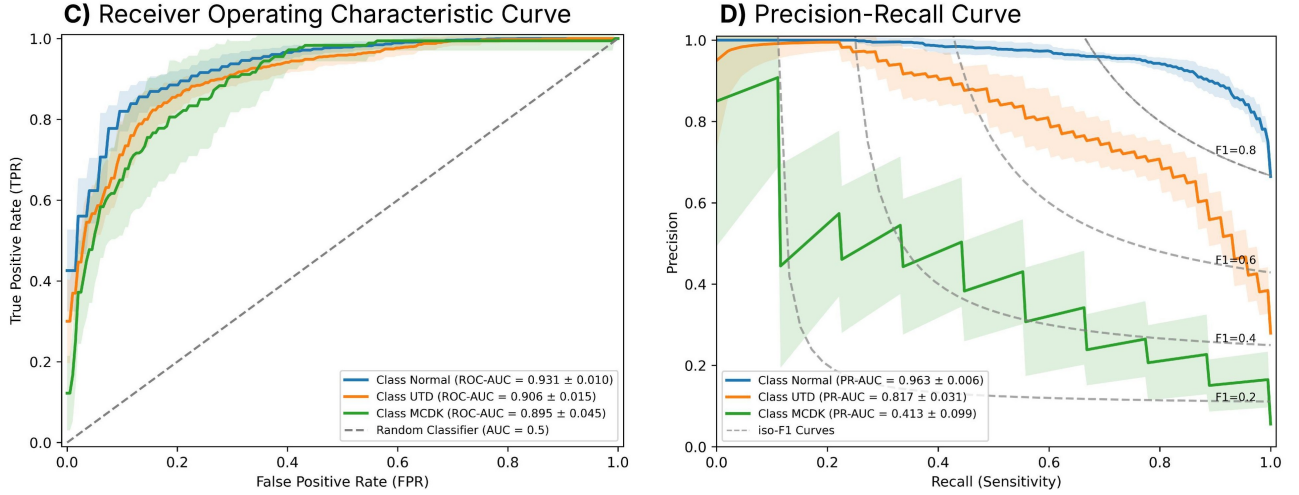 C) Receiver Operating Characteristic Curve
True Positive Rate (TPR)
1.0
0.8
0.6
0.4
0.2
0.0
Class Normal (ROC-AUC = 0.931 ± 0.010)
Class UTD (ROC-AUC = 0.906 ± 0.015)
Class MCDK (ROC-AUC = 0.895 ± 0.045)
Random Classifier (AUC = 0.5)
0.0 0.2 0.4 0.6 0.8 1.0
False Positive Rate (FPR)
D) Precision-Recall Curve
Precision
1.0
0.8
0.6
0.4
0.2
0.0
F1=0.8
F1=0.6
F1=0.4
F1=0.2
Class Normal (PR-AUC = 0.963 ± 0.006)
Class UTD (PR-AUC = 0.817 ± 0.031)
Class MCDK (PR-AUC = 0.413 ± 0.099)
iso-F1 Curves
0.0 0.2 0.4 0.6 0.8 1.0
Recall (Sensitivity)